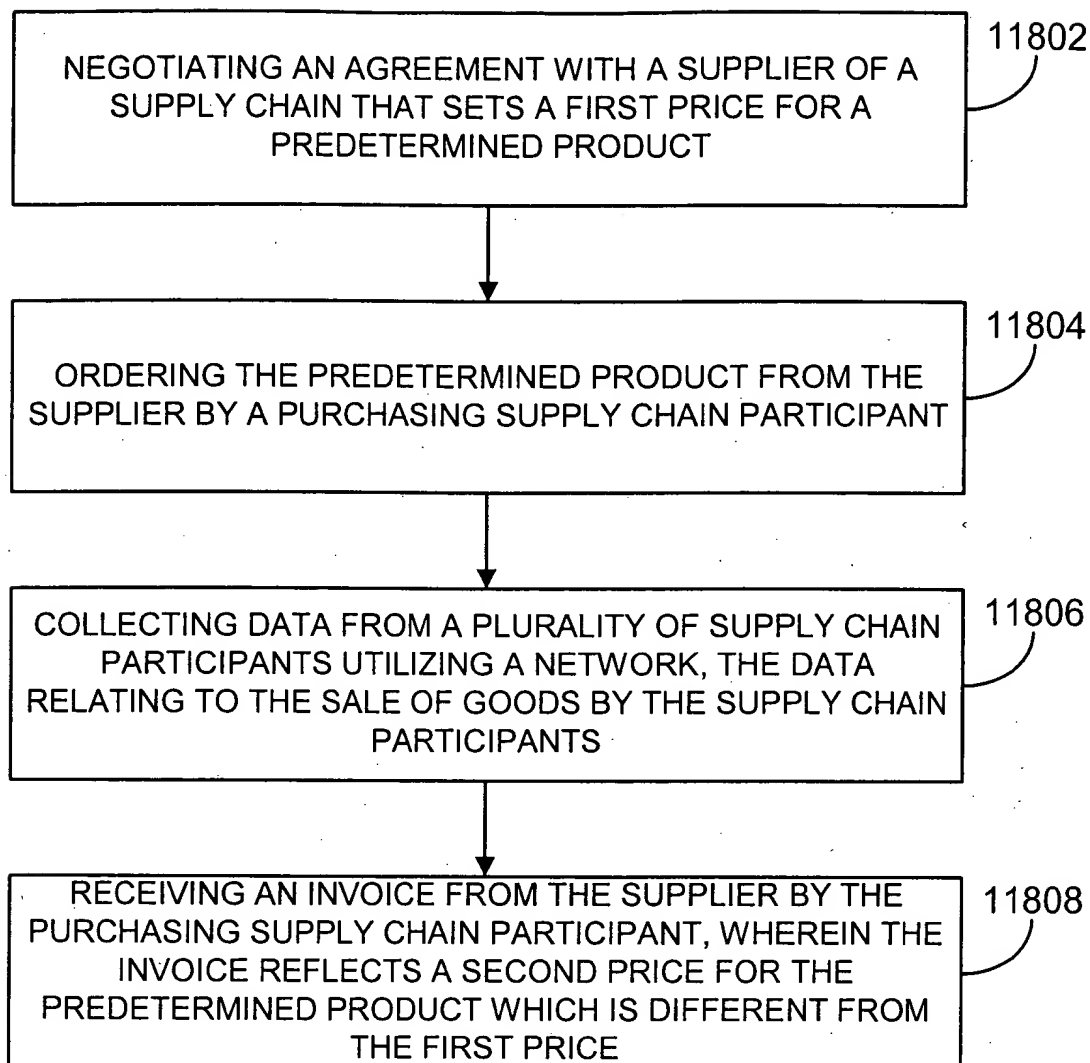 11802
NEGOTIATING AN AGREEMENT WITH A SUPPLIER OF A
SUPPLY CHAIN THAT SETS A FIRST PRICE FOR A
PREDETERMINED PRODUCT
11804
ORDERING THE PREDETERMINED PRODUCT FROM THE
SUPPLIER BY A PURCHASING SUPPLY CHAIN PARTICIPANT
11806
COLLECTING DATA FROM A PLURALITY OF SUPPLY CHAIN
PARTICIPANTS UTILIZING A NETWORK, THE DATA
RELATING TO THE SALE OF GOODS BY THE SUPPLY CHAIN
PARTICIPANTS
11808
RECEIVING AN INVOICE FROM THE SUPPLIER BY THE
PURCHASING SUPPLY CHAIN PARTICIPANT, WHEREIN THE
INVOICE REFLECTS A SECOND PRICE FOR THE
PREDETERMINED PRODUCT WHICH IS DIFFERENT FROM
THE FIRST PRICE